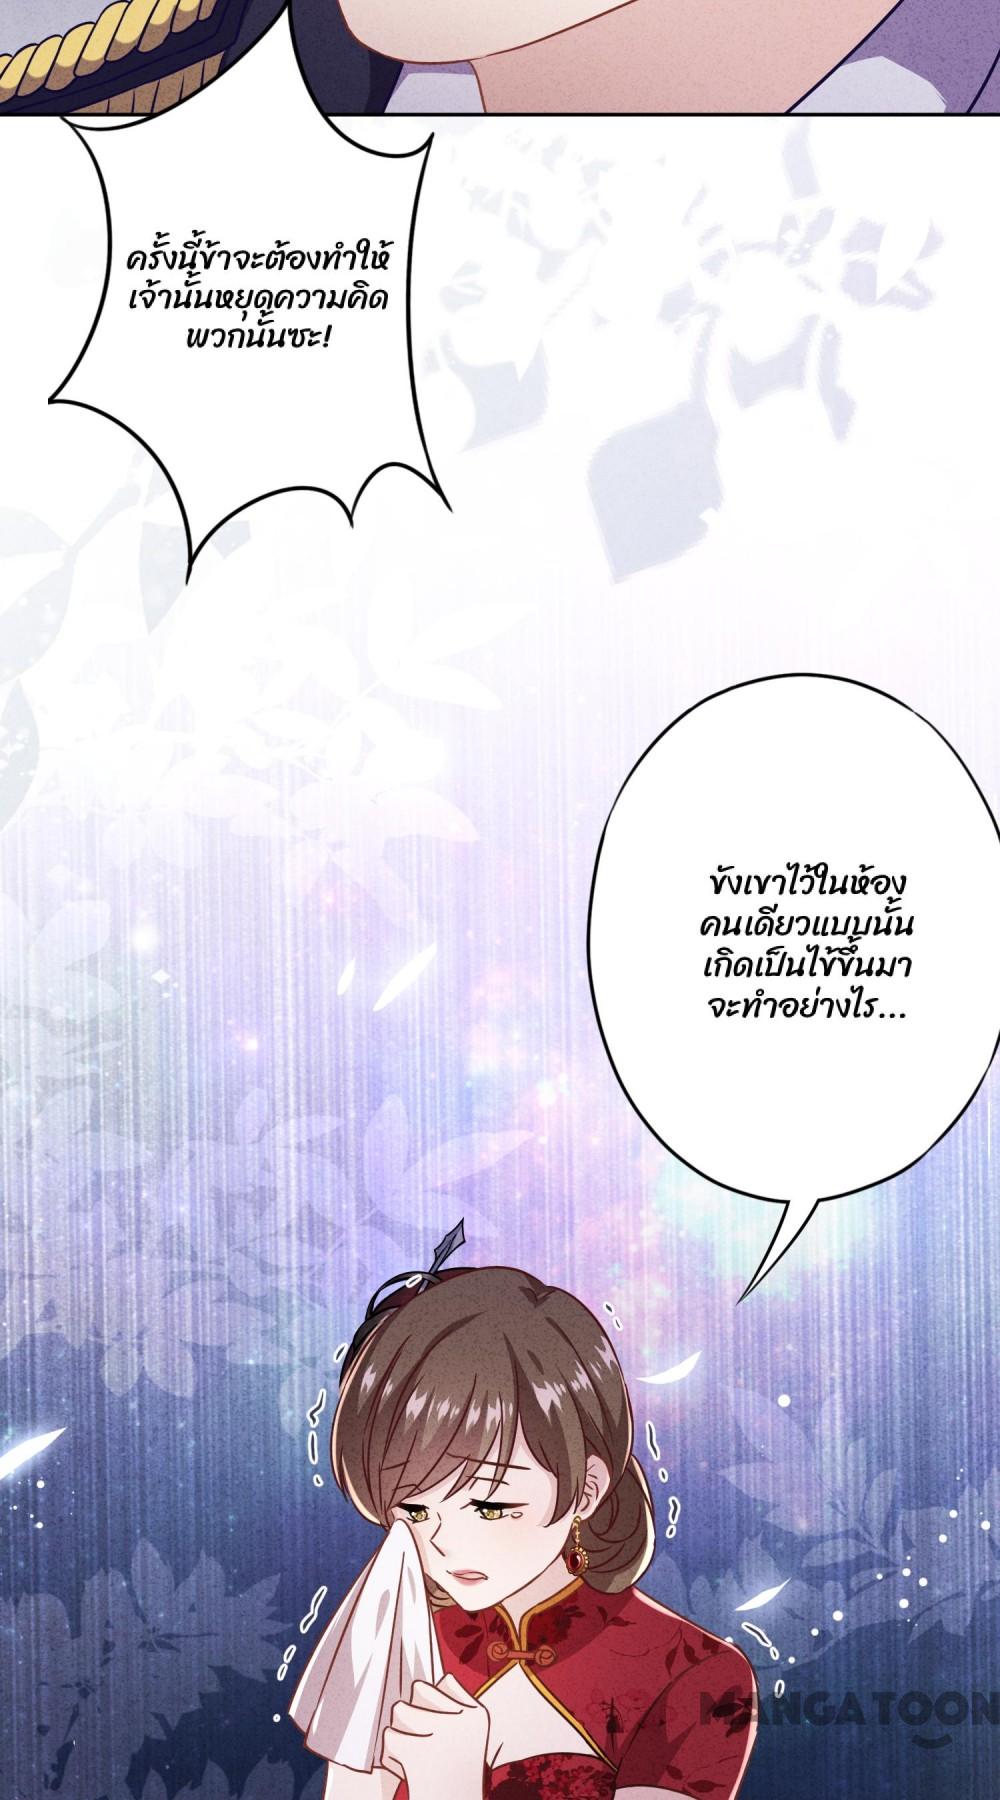 ครั้งนี้ข้าจะต้องทำให้
เจ้านั้นหยุดความคิด
พวกนั้นซะ!
ขังเขาไว้ในห้อง
คนเดียวแบบนั้น
เกิดเป็นไข้ขึ้นมา
จะทำอย่างไร...
MANGATOON